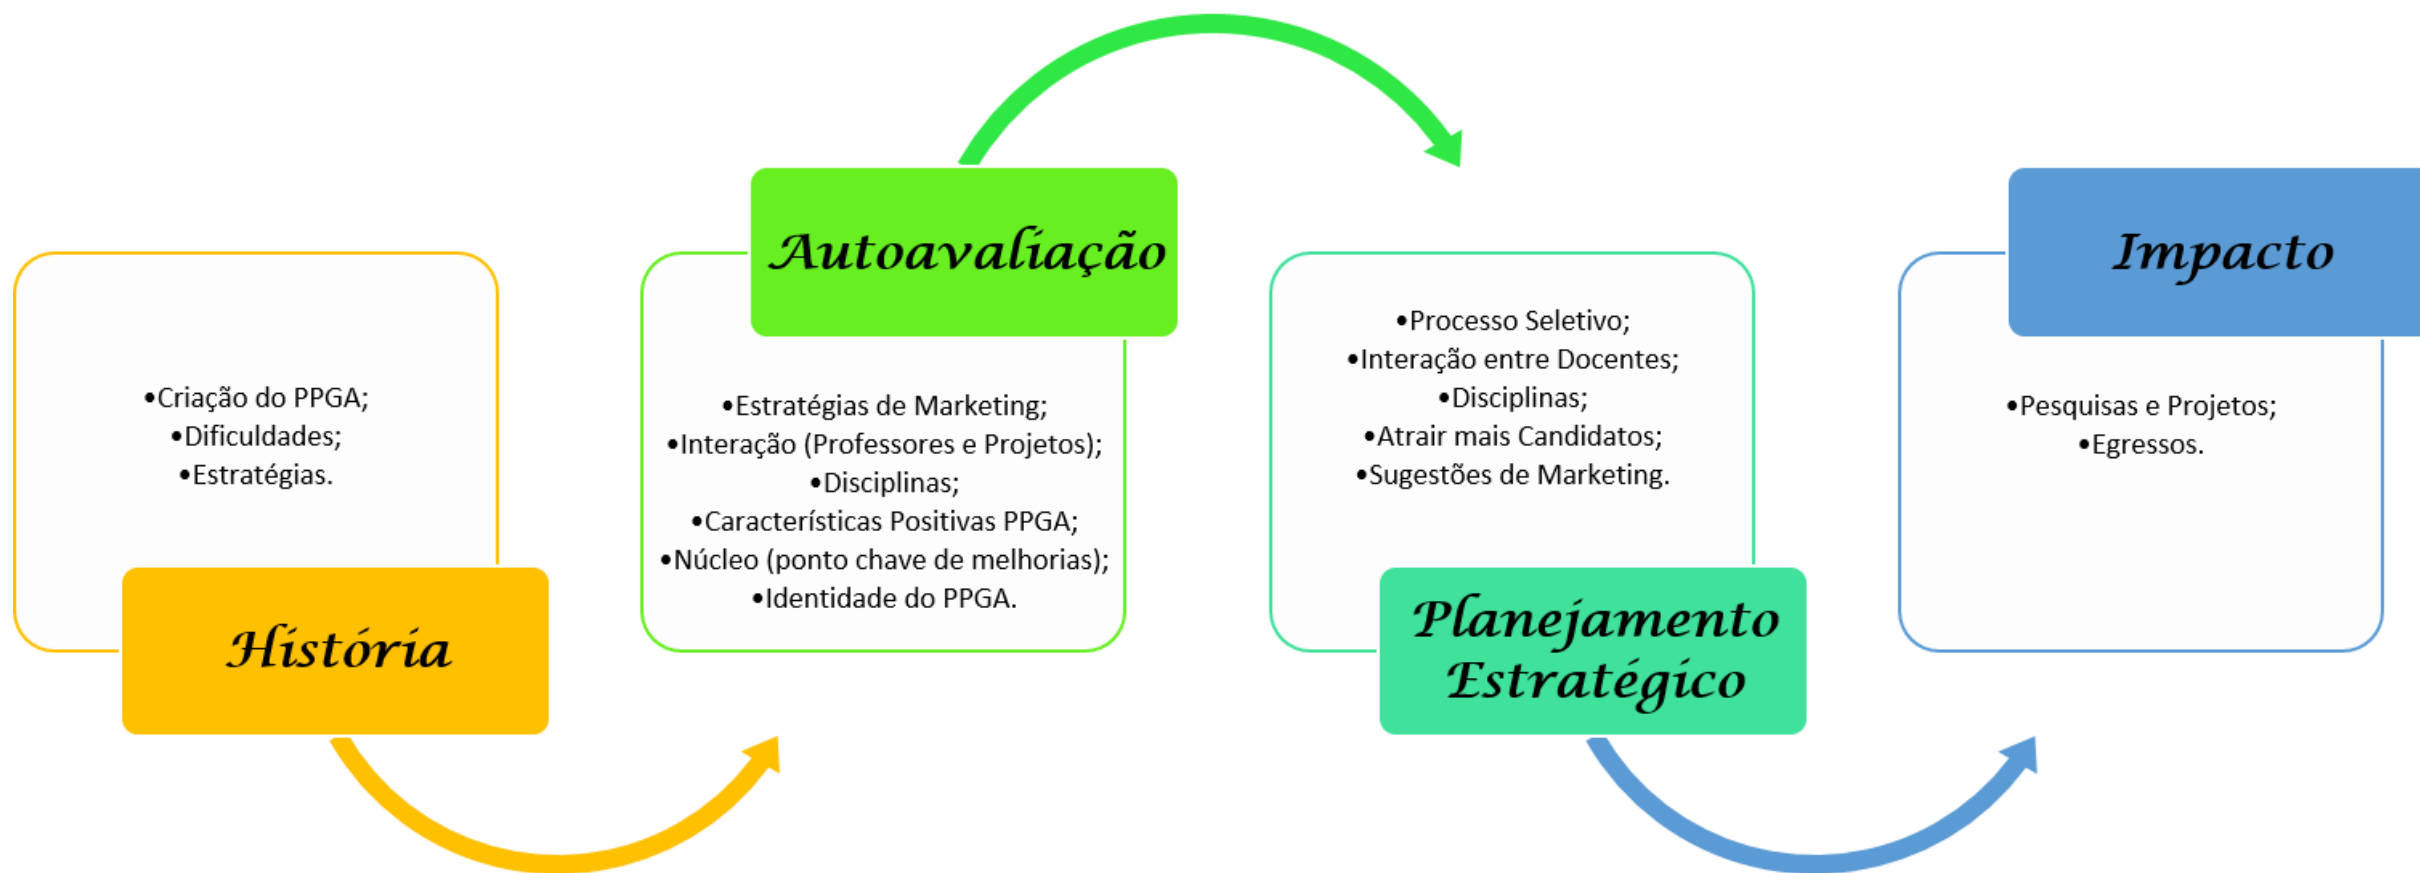 •Criação do PPGA;
•Dificuldades;
•Estratégias.
História
Autoavaliação
•Estratégias de Marketing;
•Interação (Professores e Projetos);
•Disciplinas;
•Características Positivas PPGA;
•Núcleo (ponto chave de melhorias);
•Identidade do PPGA.
•Processo Seletivo;
•Interação entre Docentes;
•Disciplinas;
•Atrair mais Candidatos;
•Sugestões de Marketing.
Planejamento
Estratégico
Impacto
•Pesquisas e Projetos;
•Egressos.